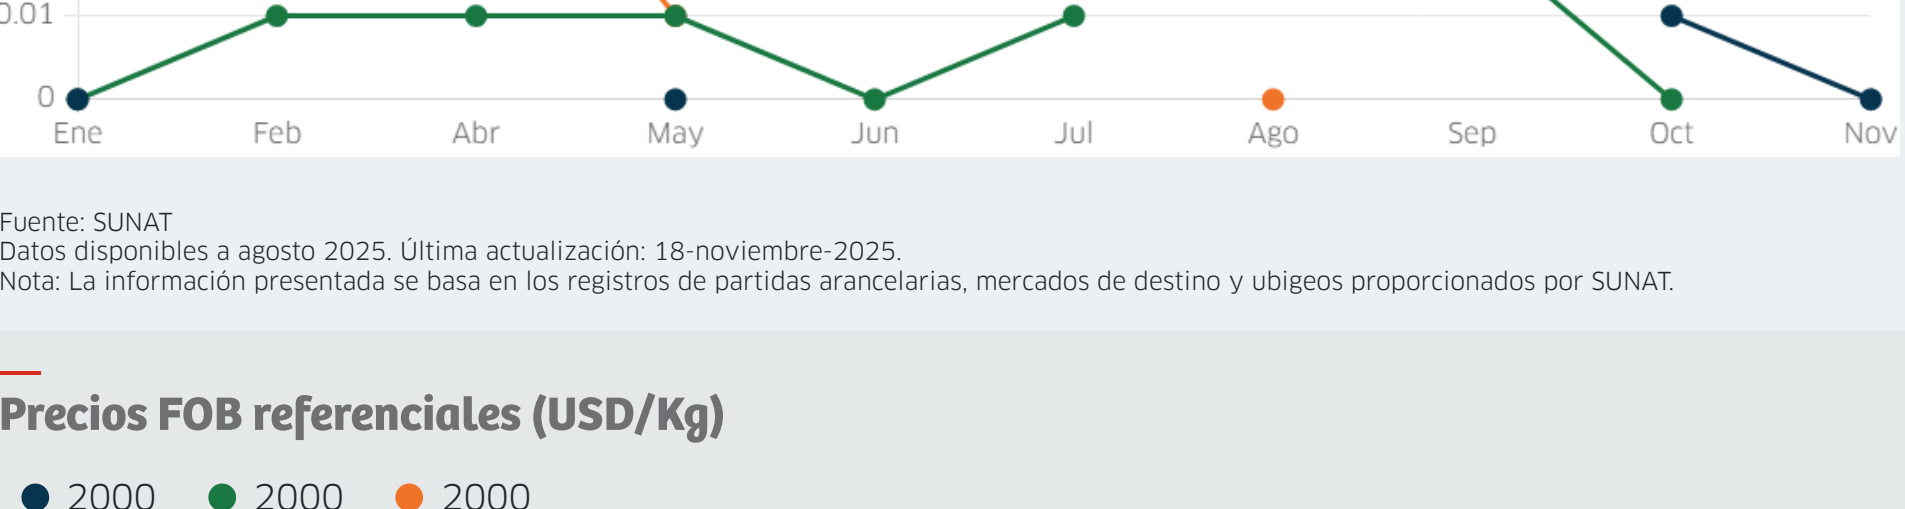 0.01
0
Ene Feb Abr May Jun Jul Ago Sep Oct Nov
Fuente: SUNAT
Datos disponibles a agosto 2025. Última actualización: 18-noviembre-2025.
Nota: La información presentada se basa en los registros de partidas arancelarias, mercados de destino y ubigeos proporcionados por SUNAT.
Precios FOB referenciales (USD/Kg)
2000 2000 2000